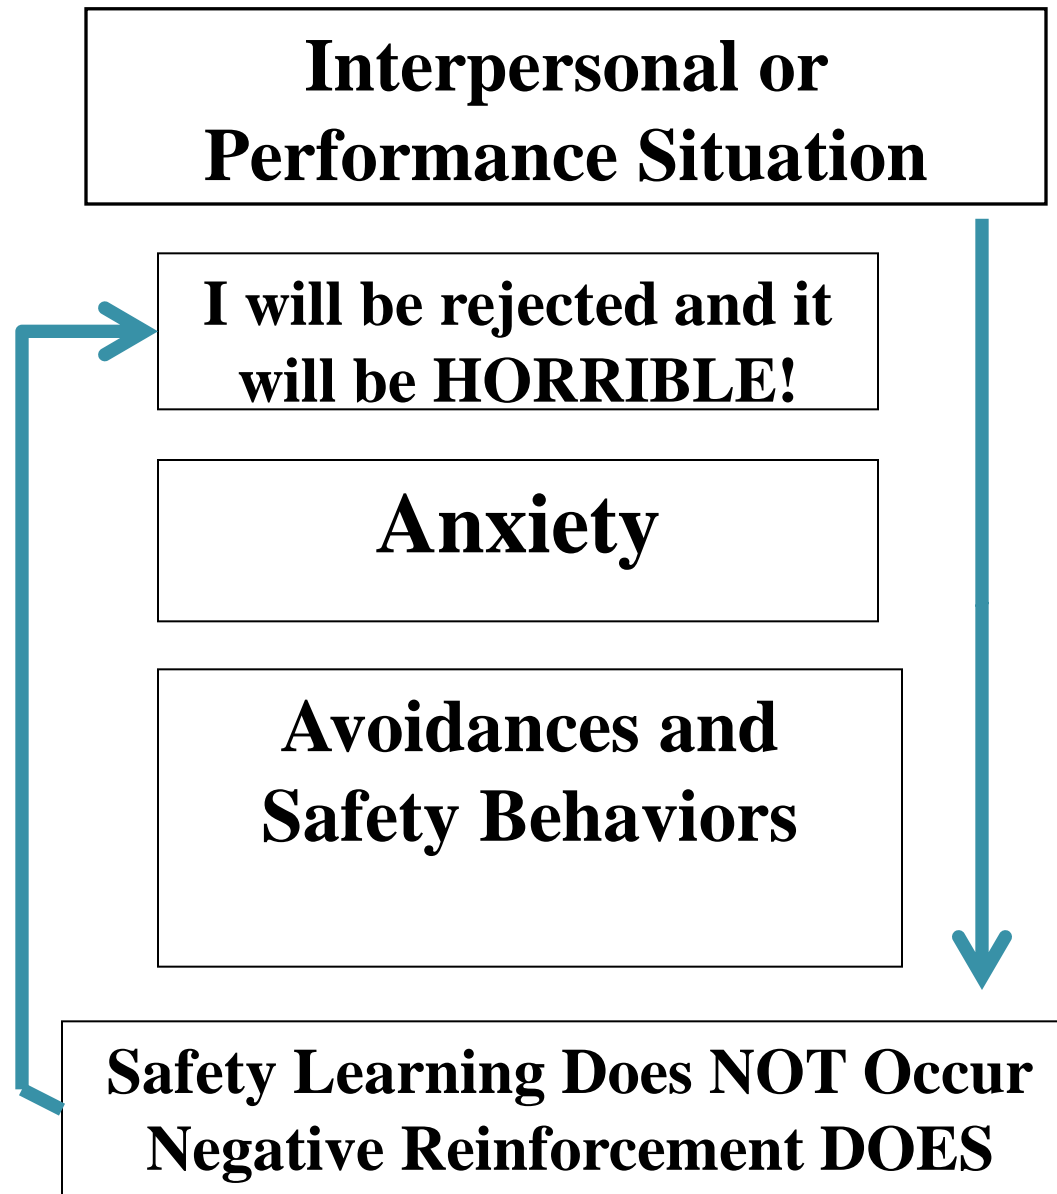 Interpersonal or
Performance Situation
I will be rejected and it
will be HORRIBLE!
Anxiety
Avoidances and
Safety Behaviors
Safety Learning Does NOT Occur
Negative Reinforcement DOES